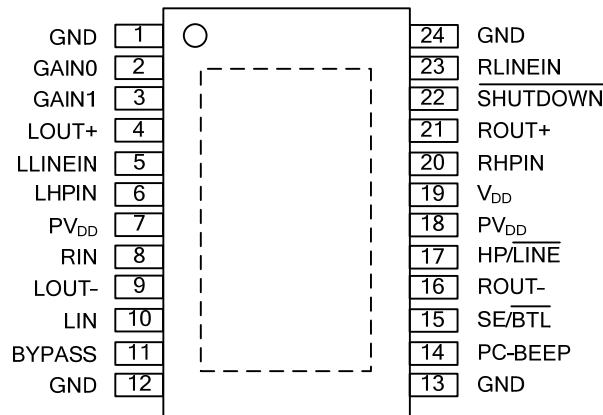 GND 1 24 GND
GAIN0 2 23 RLINEIN
GAIN1 3 22 SHUTDOWN
LOUT+ 4 21 ROUT+
LLINEIN 5 20 RHPIN
LHPIN 6 19 VDD
PVDD 7 18 PVDD
RIN 8 17 HP/LINE
LOUT− 9 16 ROUT−
LIN 10 15 SE/BTL
BYPASS 11 14 PC-BEEP
GND 12 13 GND